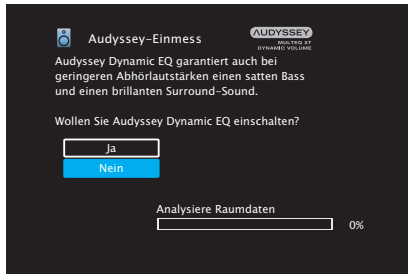 Audyssey-Einmess
AUDYSSEY
MULTEQ XT
DYNAMIC VOLUME
Audyssey Dynamic EQ garantiert auch bei
geringeren Abhörlautstärken einen satten Bass
und einen brillanten Surround-Sound.
Wollen Sie Audyssey Dynamic EQ einschalten?
Ja
Nein
Analysiere Raumdaten
0%